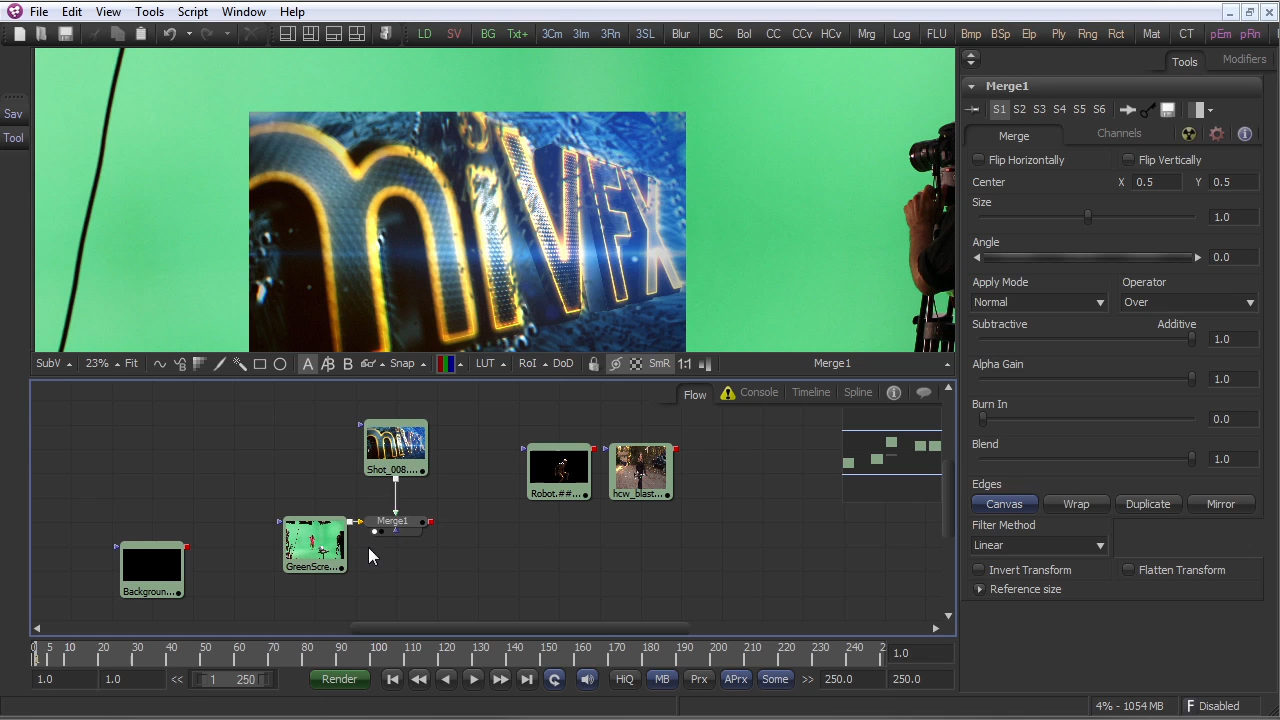 File Edit View Tools Script Window Help
LD SV BG Txt+ 3Cm 3Im 3Rn 3SL Blur BC Bol CC CCv HCv Mrg Log FLU Bmp BSp Elp Ply Rng Rct Mat CT pEm pRn
Sav
Tool
miVFX
Tools Modifiers
Merge1
S1 S2 S3 S4 S5 S6
Merge Channels
Flip Horizontally Flip Vertically
Center X 0.5 Y 0.5
Size
1.0
Angle
0.0
Apply Mode Operator
Normal Over
Subtractive Additive
1.0
Alpha Gain
1.0
Burn In
0.0
Blend
1.0
Edges
Canvas Wrap Duplicate Mirror
Filter Method
Linear
Invert Transform Flatten Transform
Reference size
SubV 23% Fit A B Snap LUT RoI DoD SmR 1:1 Merge1
Flow Console Timeline Spline
Shot_008....
Robot.##...
hcw_blast...
Merge1
GreenScre...
Backgroun...
0 5 10 20 30 40 50 60 70 80 90 100 110 120 130 140 150 160 170 180 190 200 210 220 230 240 2
1.0
1.0 1.0 << 1 250 Render HiQ MB Prx APrx Some >> 250.0 250.0
4% - 1054 MB F Disabled